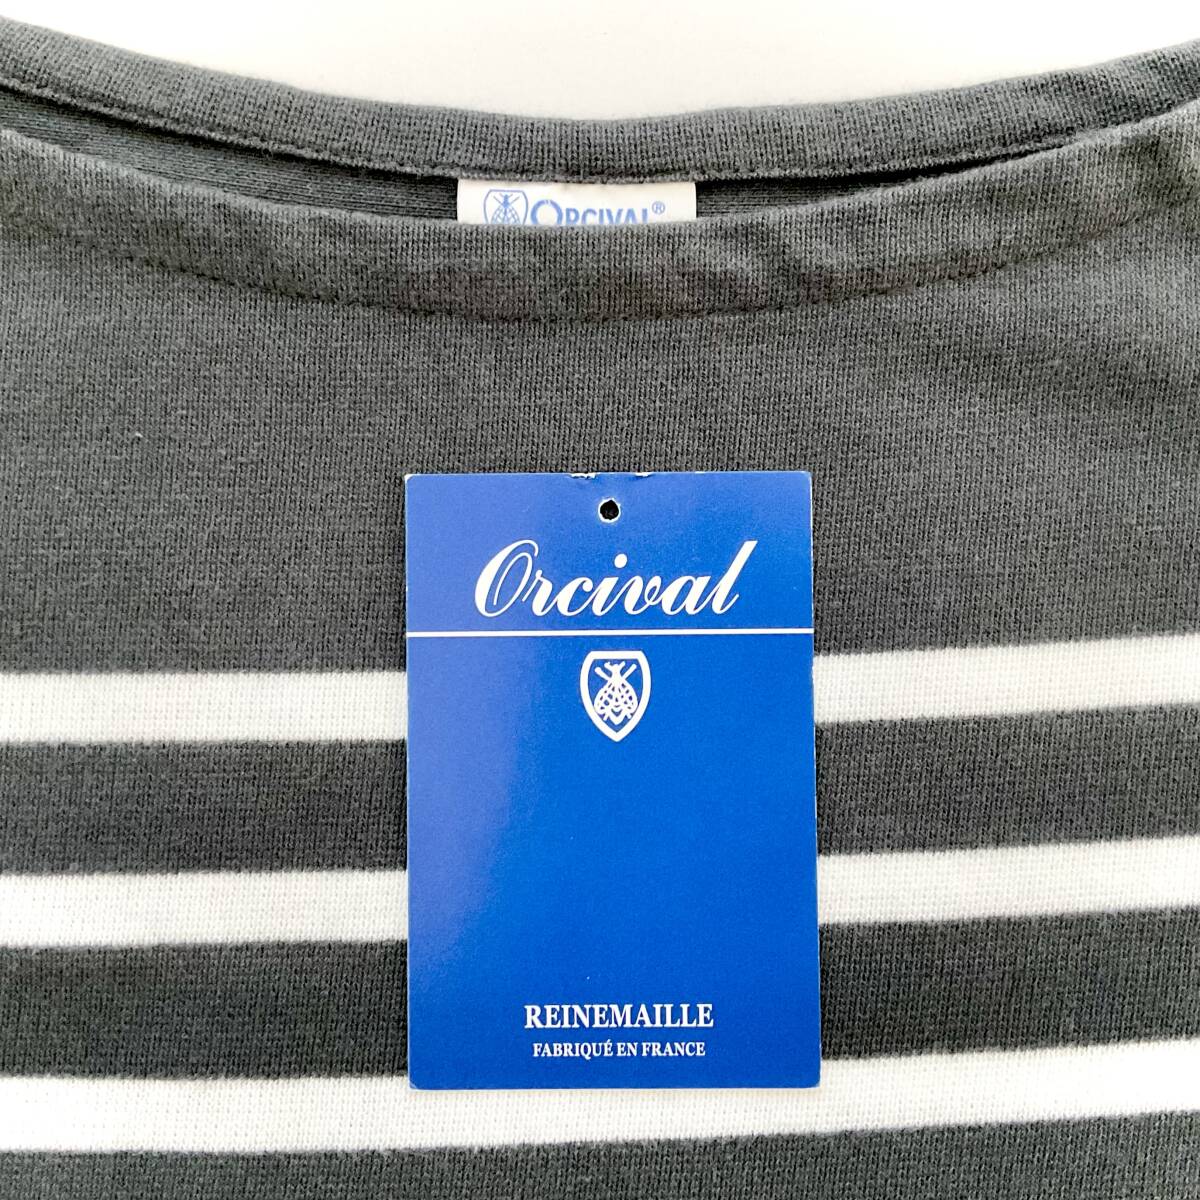 ORCIVAL®
Orcival
REINEMAILLE
FABRIQUÉ EN FRANCE